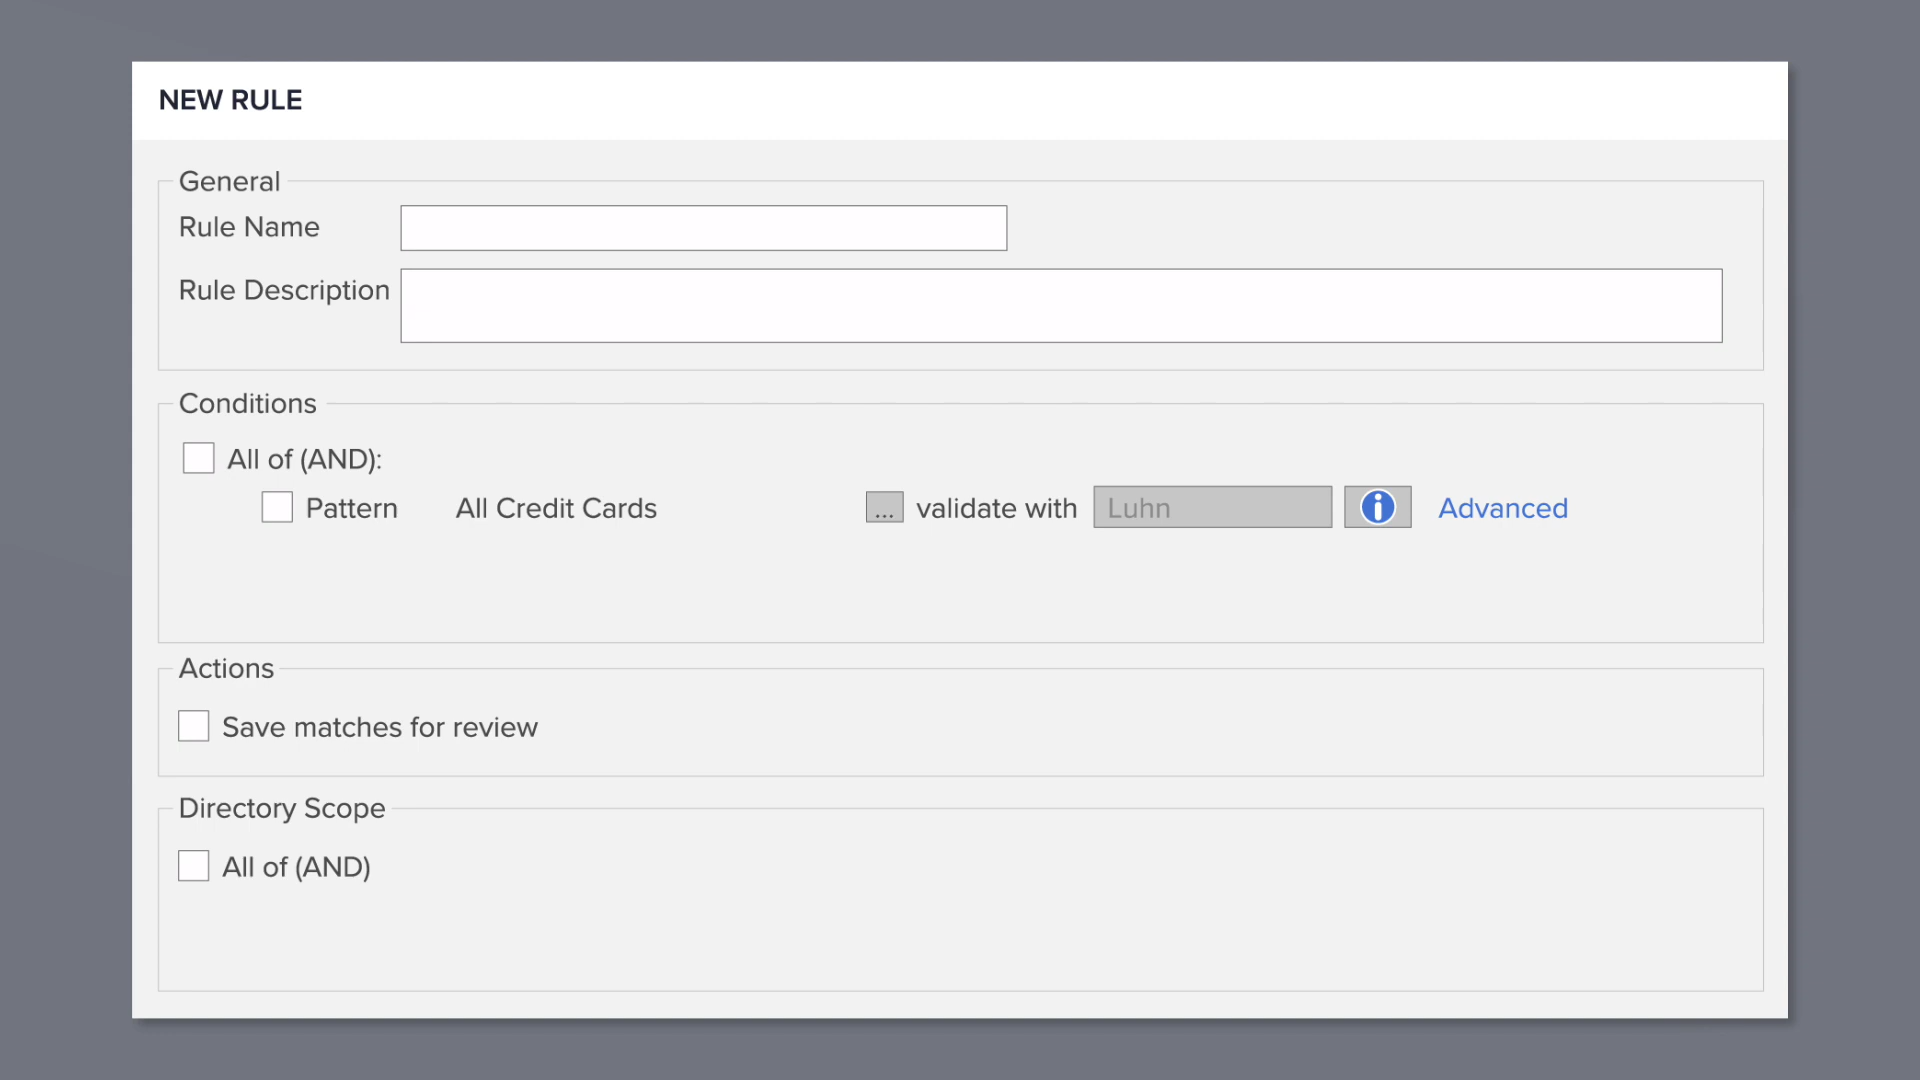 NEW RULE
General
Rule Name
Rule Description
Conditions
All of (AND):
Pattern All Credit Cards ... validate with Luhn Advanced
Actions
Save matches for review
Directory Scope
All of (AND)